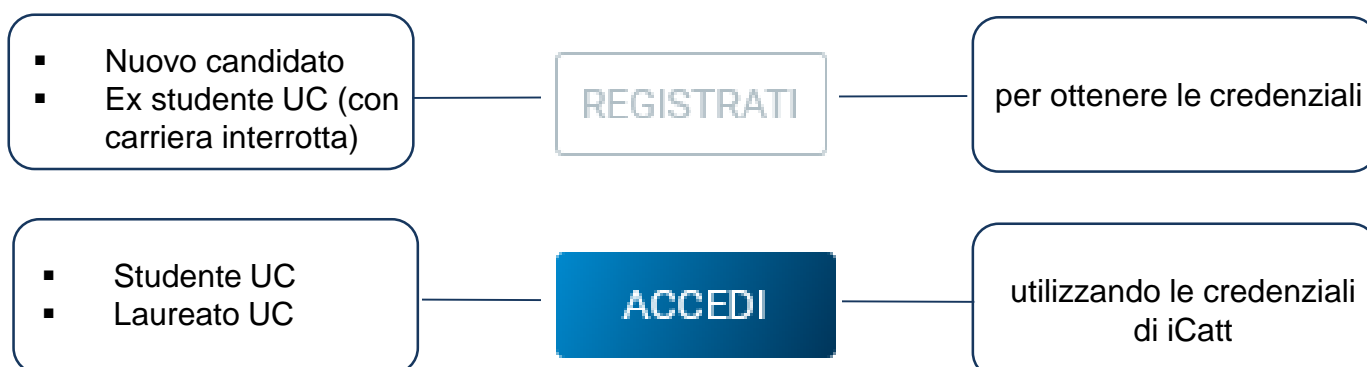 ▪ Nuovo candidato
▪ Ex studente UC (con
carriera interrotta)
REGISTRATI
per ottenere le credenziali
▪ Studente UC
▪ Laureato UC
ACCEDI
utilizzando le credenziali
di iCatt